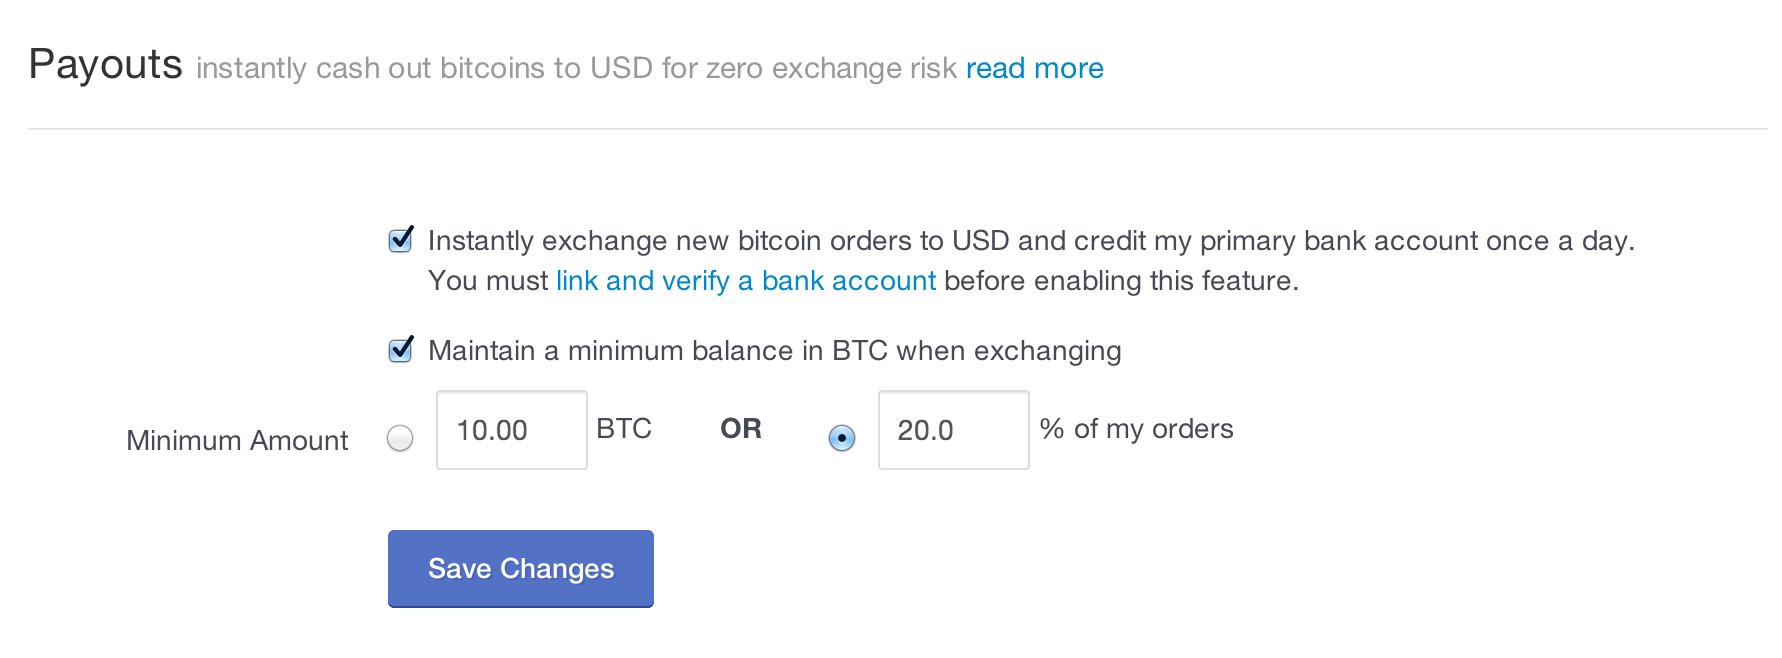 Payouts instantly cash out bitcoins to USD for zero exchange risk read more
Instantly exchange new bitcoin orders to USD and credit my primary bank account once a day.
You must link and verify a bank account before enabling this feature.
Maintain a minimum balance in BTC when exchanging
Minimum Amount 10.00 BTC OR 20.0 % of my orders
Save Changes